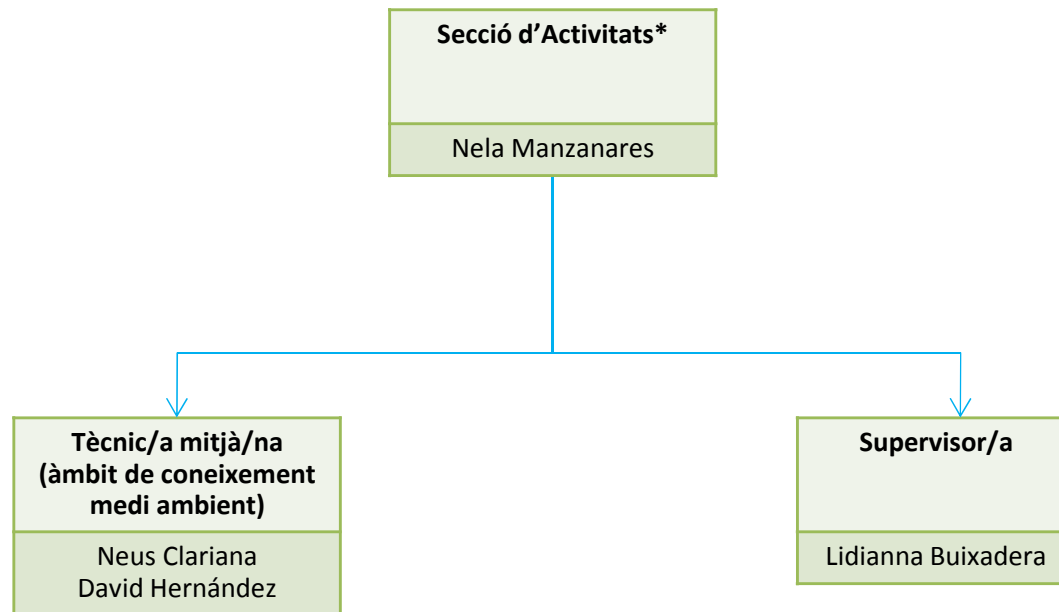 Secció d’Activitats*
Nela Manzanares
Tècnic/a mitjà/na
(àmbit de coneixement
medi ambient)
Neus Clariana
David Hernández
Supervisor/a
Lidianna Buixadera